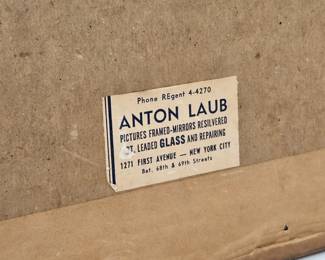 Phone REgent 4-4270
ANTON LAUB
PICTURES FRAMED-MIRRORS RESILVERED
T. LEADED GLASS AND REPAIRING
1271 FIRST AVENUE — NEW YORK CITY
Bet. 68th & 69th Streets